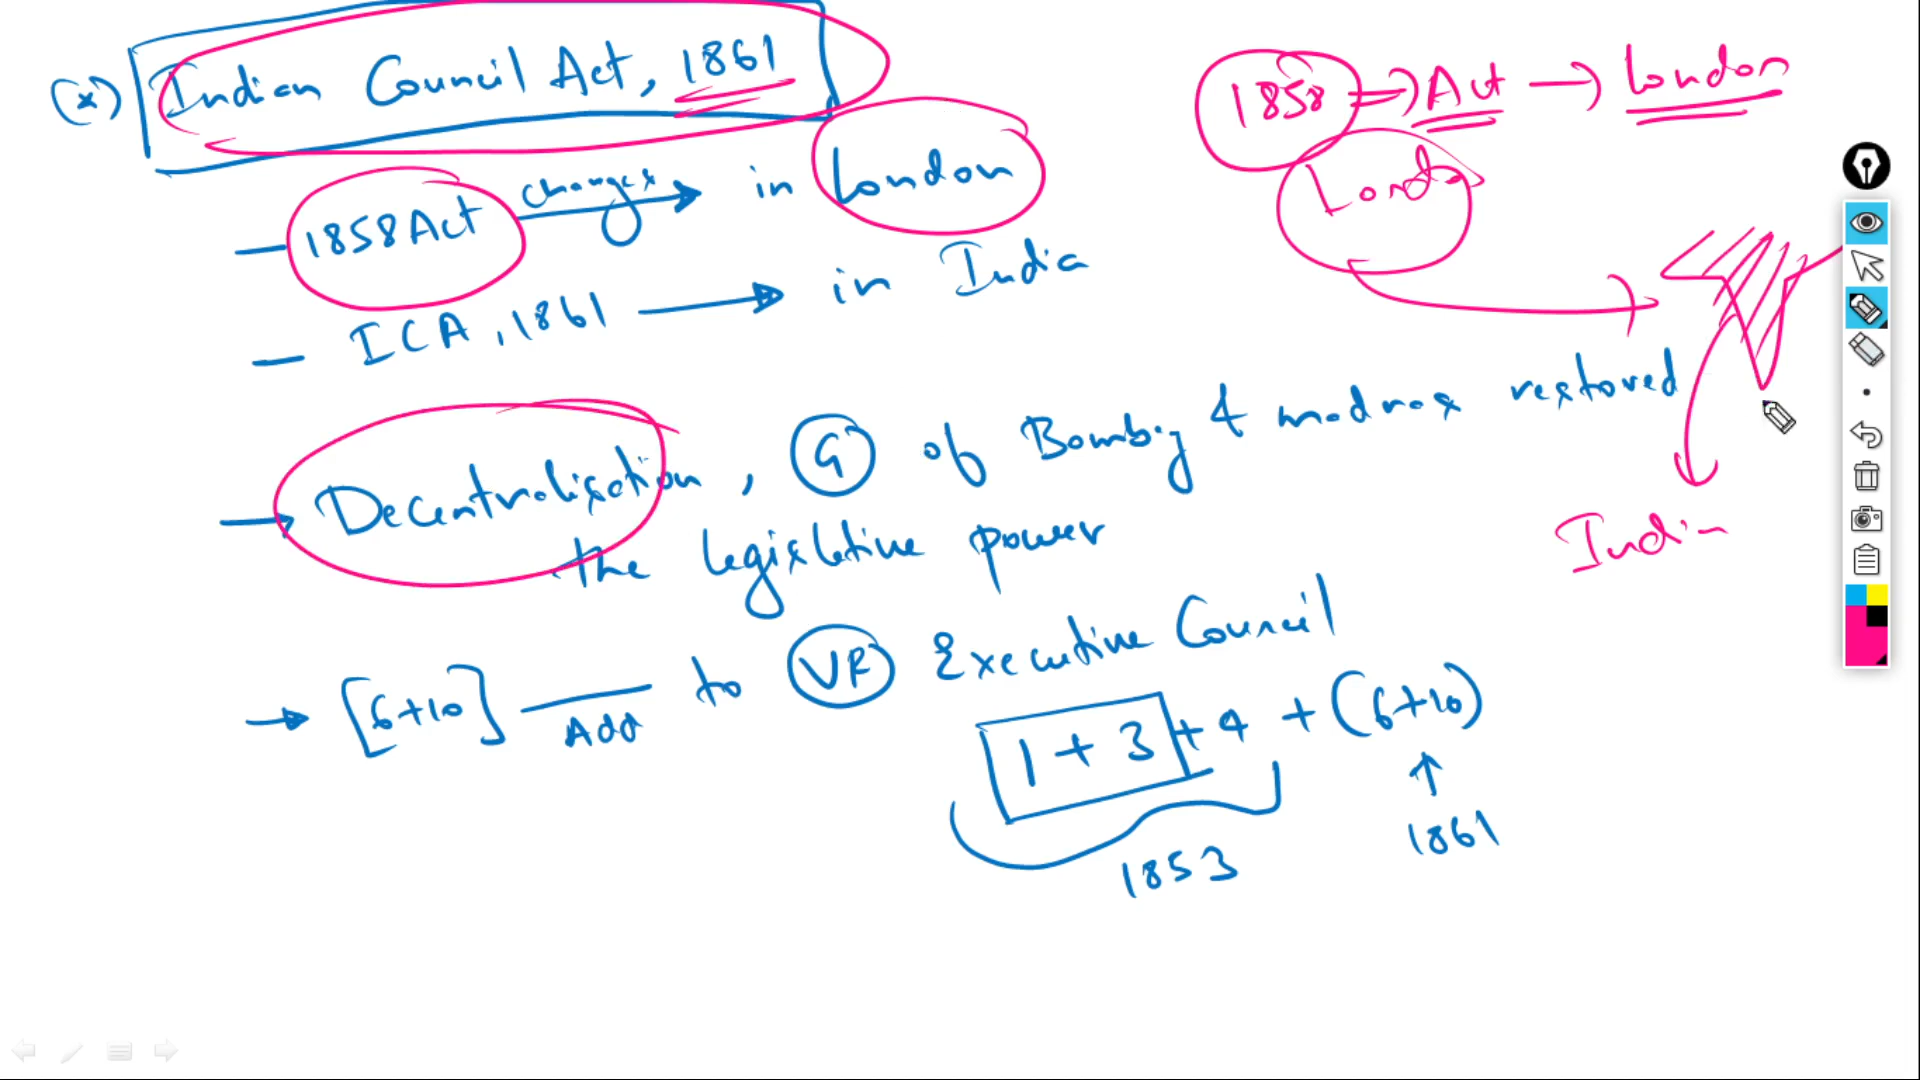 (x) Indian Council Act, 1861
1858 → Act → London
London
— 1858 Act changes → in London
— ICA, 1861 → in India
→ Decentralisation, G of Bombay & madras restored
the legislative power
India
→ [6+10] Add to VR Executive Council
1 + 3 + 4 + (6+10)
↑
1853
1861